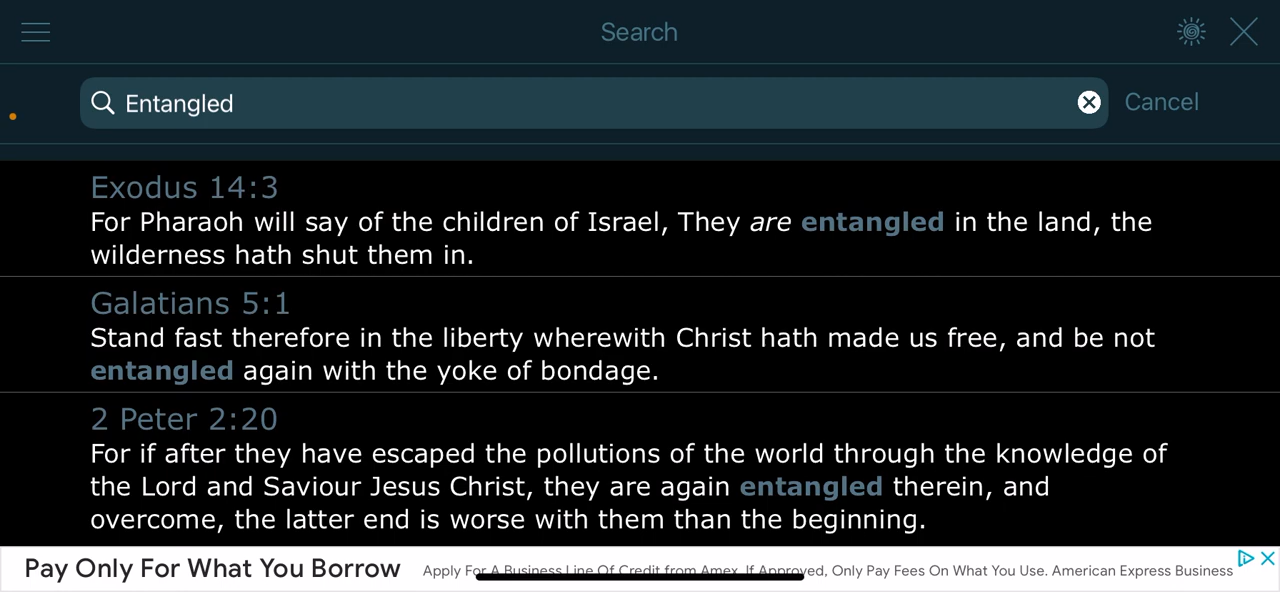 Search
Entangled
Cancel
Exodus 14:3
For Pharaoh will say of the children of Israel, They are entangled in the land, the
wilderness hath shut them in.
Galatians 5:1
Stand fast therefore in the liberty wherewith Christ hath made us free, and be not
entangled again with the yoke of bondage.
2 Peter 2:20
For if after they have escaped the pollutions of the world through the knowledge of
the Lord and Saviour Jesus Christ, they are again entangled therein, and
overcome, the latter end is worse with them than the beginning.
Pay Only For What You Borrow
Apply For A Business Line Of Credit from Amex. If Approved, Only Pay Fees On What You Use. American Express Business